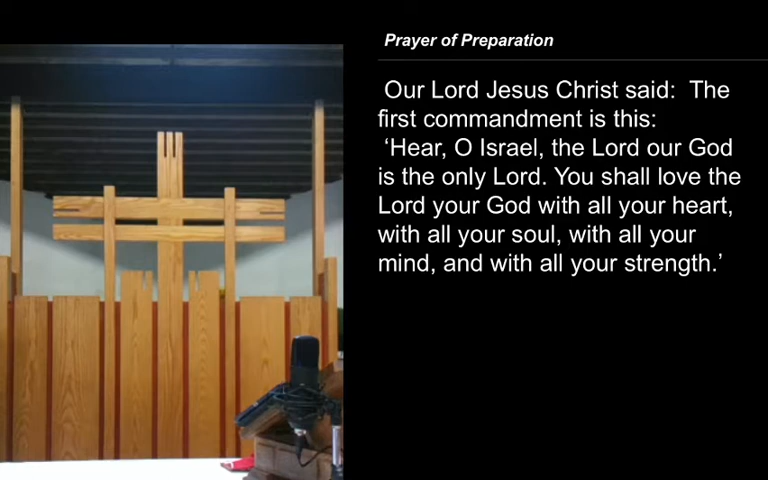 Prayer of Preparation
Our Lord Jesus Christ said:  The
first commandment is this:
‘Hear, O Israel, the Lord our God
is the only Lord. You shall love the
Lord your God with all your heart,
with all your soul, with all your
mind, and with all your strength.’